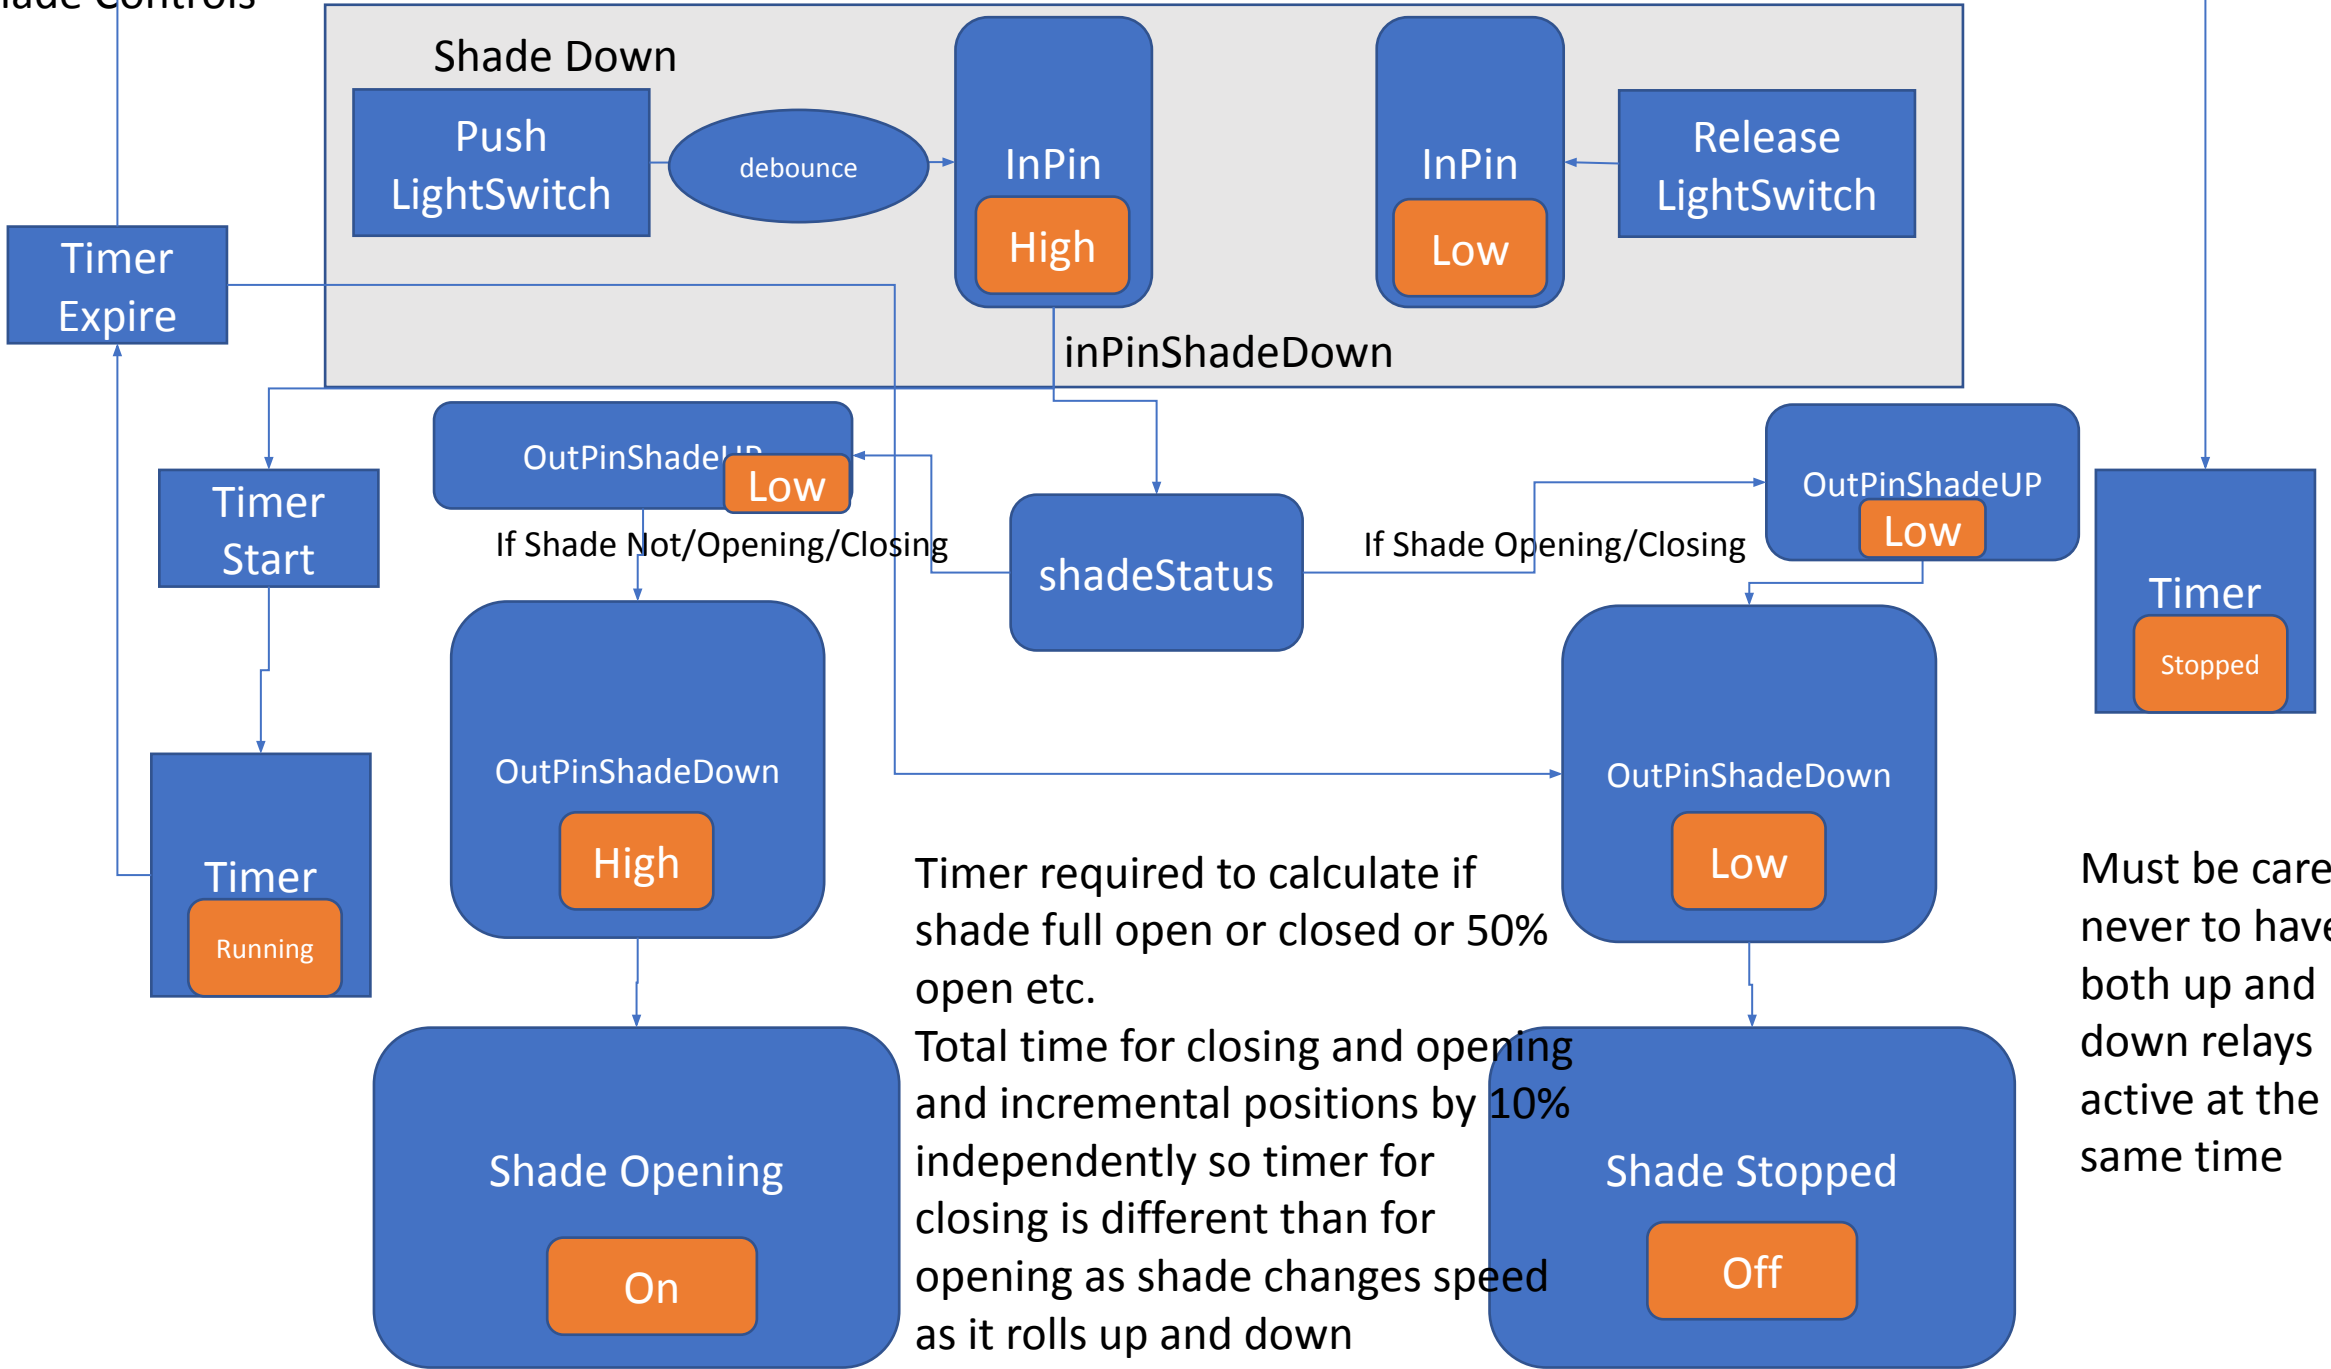 Controls
Shade Down
Push
LightSwitch
debounce
InPin
High
InPin
Low
Release
LightSwitch
inPinShadeDown
Timer
Expire
OutPinShadeUP
Low
OutPinShadeUP
Low
Timer
Start
If Shade Not/Opening/Closing
shadeStatus
If Shade Opening/Closing
Timer
Stopped
OutPinShadeDown
High
OutPinShadeDown
Low
Timer
Running
Timer required to calculate if
shade full open or closed or 50%
open etc.
Total time for closing and opening
and incremental positions by 10%
independently so timer for
closing is different than for
opening as shade changes speed
as it rolls up and down
Must be care
never to have
both up and
down relays
active at the
same time
Shade Opening
On
Shade Stopped
Off